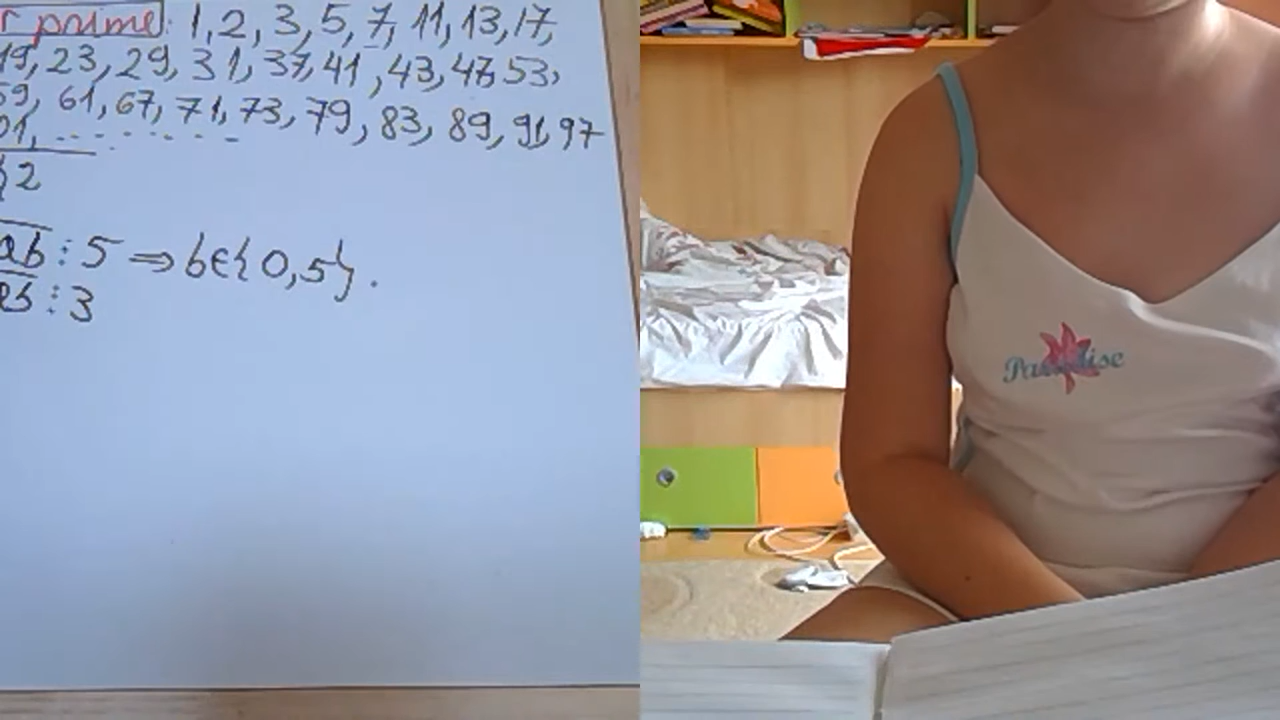 r prime: 1, 2, 3, 5, 7, 11, 13, 17,
19, 23, 29, 31, 37, 41, 43, 47, 53,
59, 61, 67, 71, 73, 79, 83, 89, 91, 97
01, .........
2
ab ⋮ 5 ⇒ b∈{0,5}.
⋮ 3
Paradise